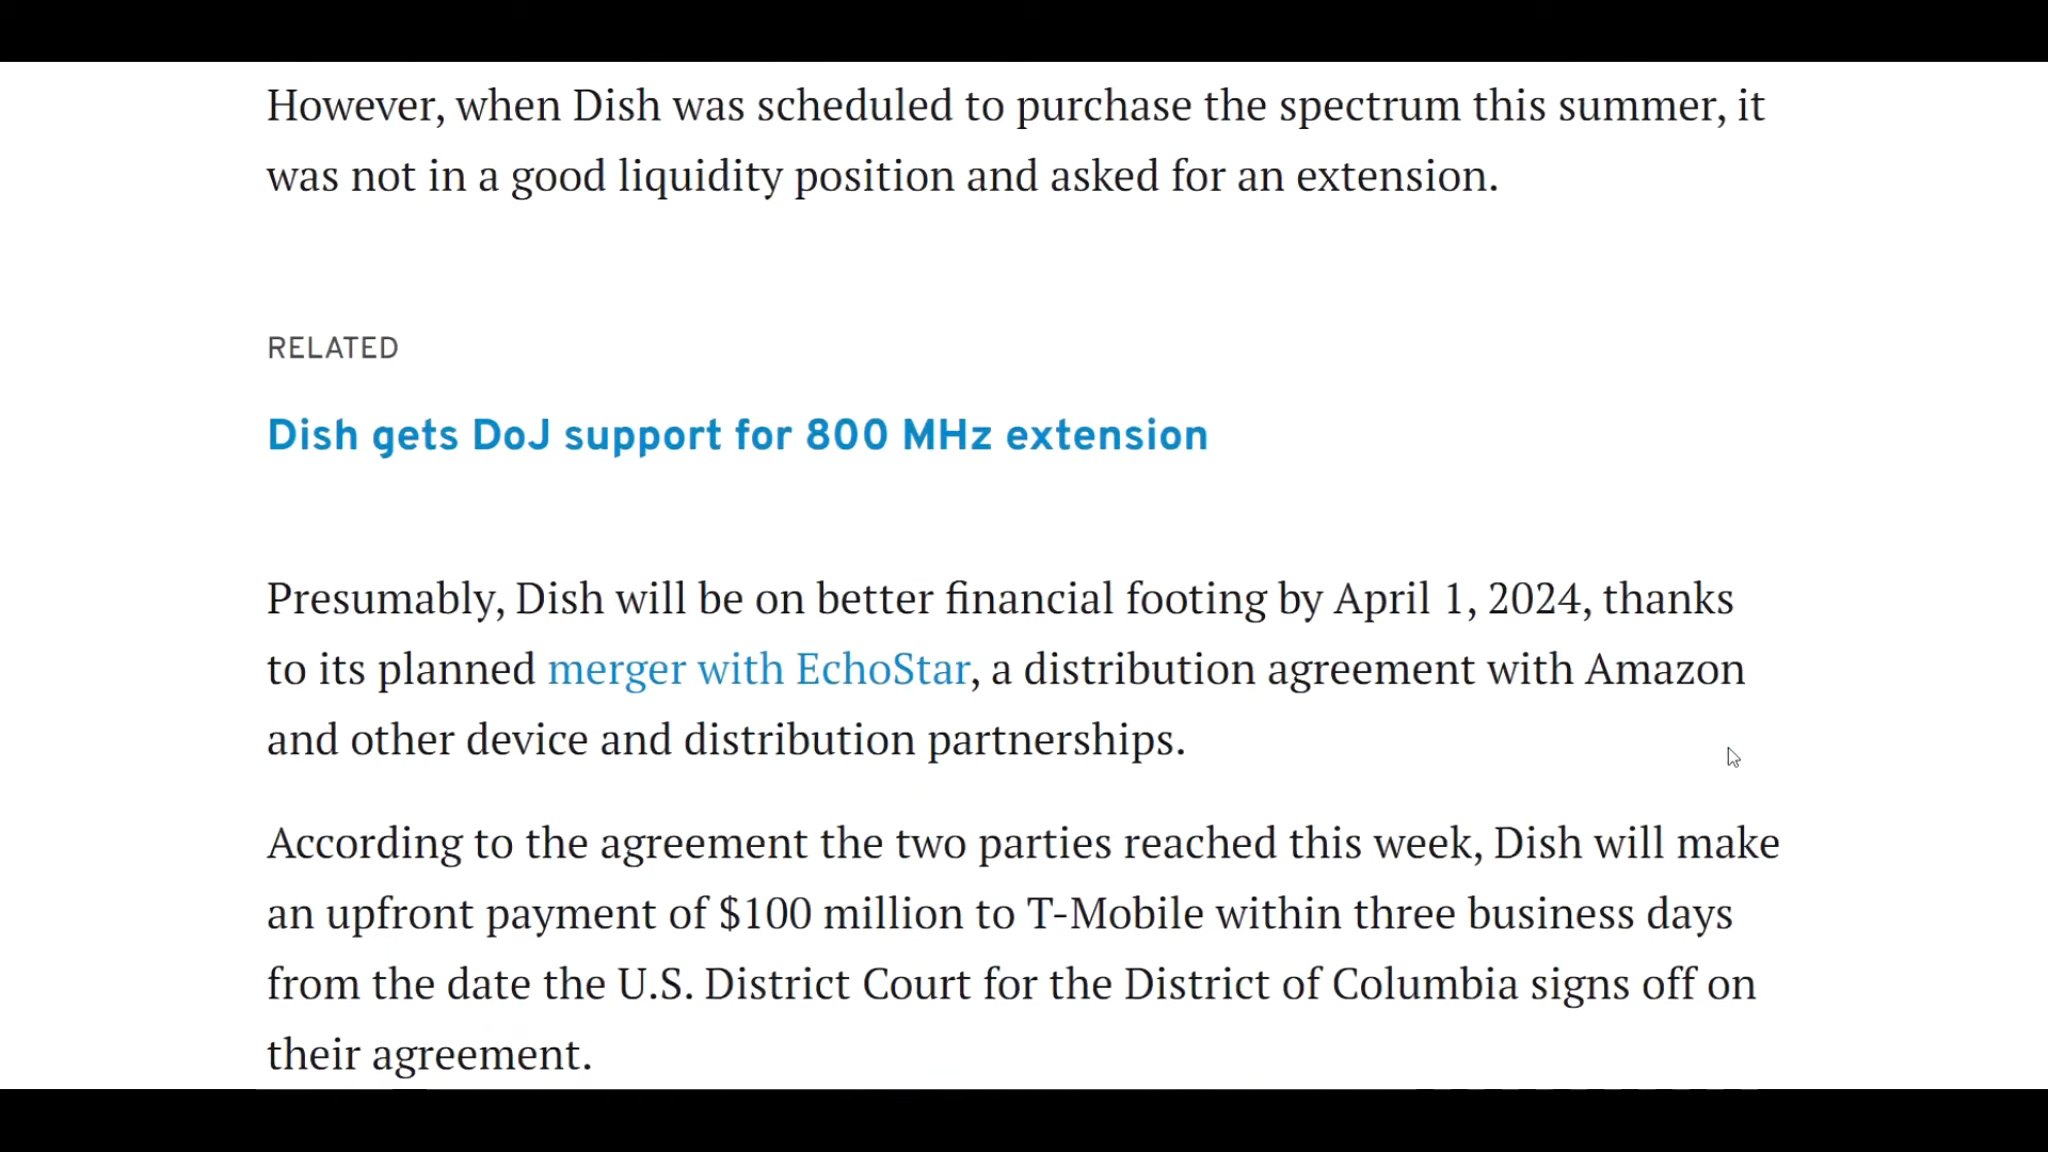 However, when Dish was scheduled to purchase the spectrum this summer, it
was not in a good liquidity position and asked for an extension.
RELATED
Dish gets DoJ support for 800 MHz extension
Presumably, Dish will be on better financial footing by April 1, 2024, thanks
to its planned merger with EchoStar, a distribution agreement with Amazon
and other device and distribution partnerships.
According to the agreement the two parties reached this week, Dish will make
an upfront payment of $100 million to T-Mobile within three business days
from the date the U.S. District Court for the District of Columbia signs off on
their agreement.